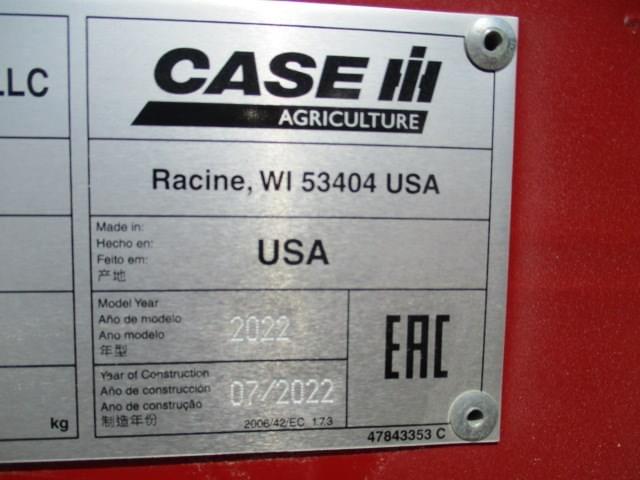 LLC
CASE IH
AGRICULTURE
Racine, WI 53404 USA
Made in:
Hecho en:
Feito em:
产地
USA
Model Year
Año de modelo
Ano modelo
年型
2022
EAC
Year of Construction
Año de construcción
Ano de construção
制造年份
07/2022
2006/42/EC 1.7.3
kg
47843353 C